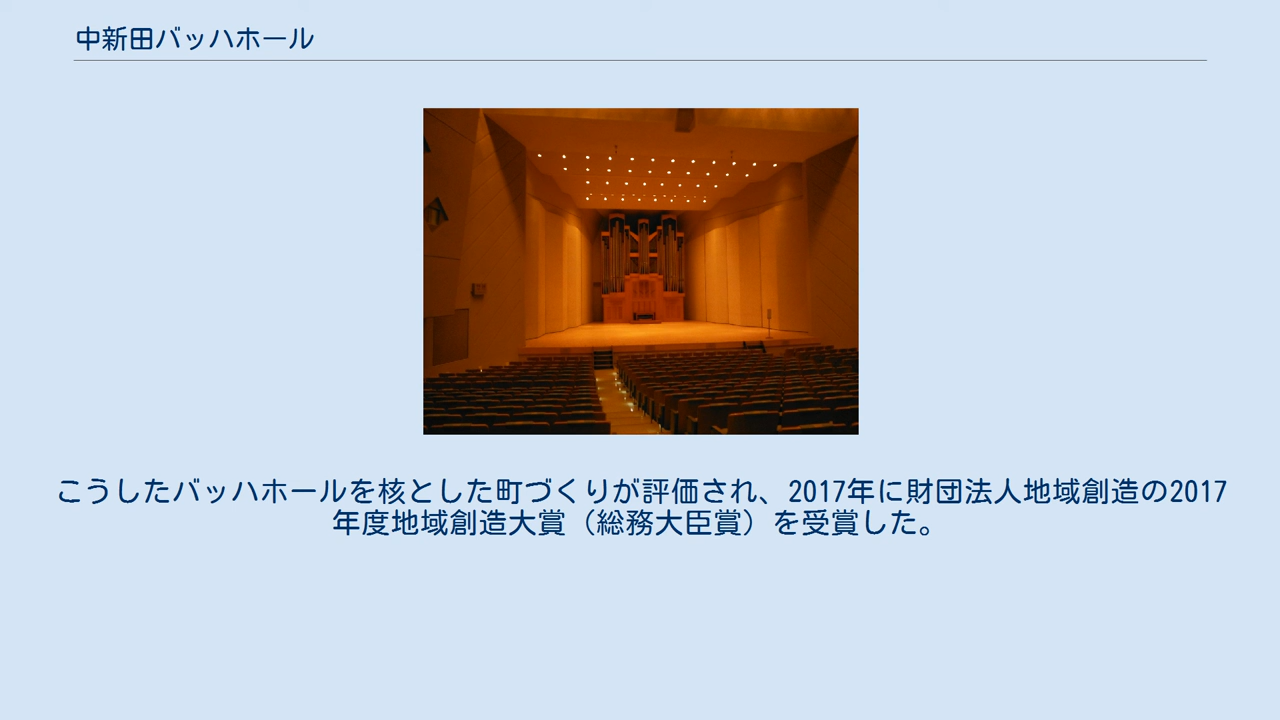 中新田バッハホール
こうしたバッハホールを核とした町づくりが評価され、2017年に財団法人地域創造の2017
年度地域創造大賞（総務大臣賞）を受賞した。